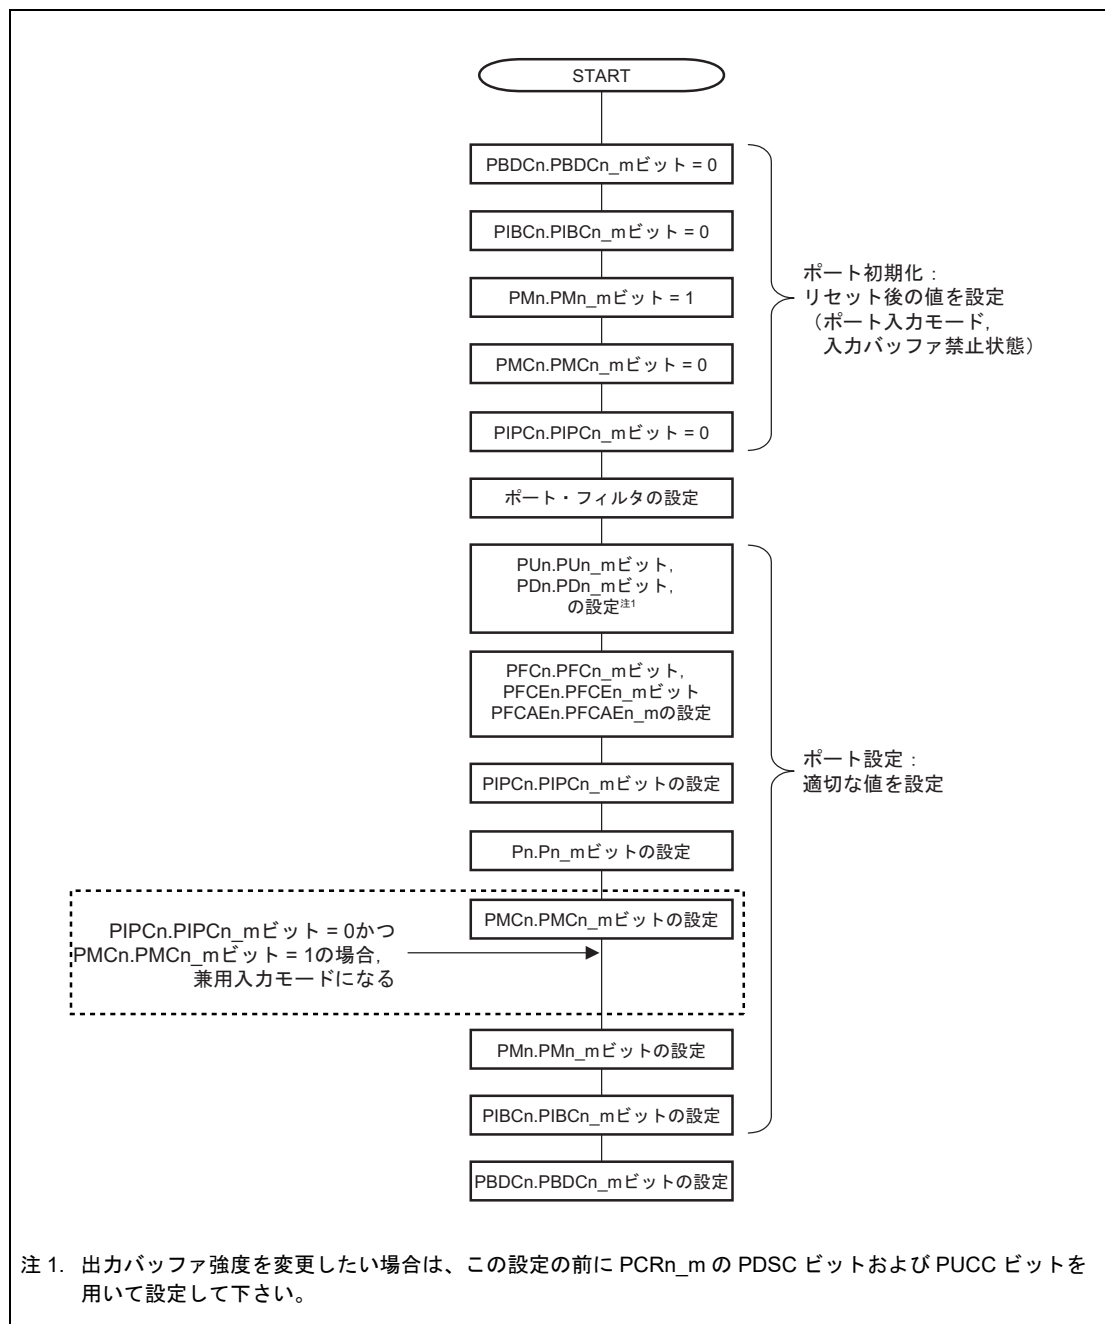 START
PBDCn.PBDCn_mビット = 0
PIBCn.PIBCn_mビット = 0
PMn.PMn_mビット = 1
PMCn.PMCn_mビット = 0
PIPCn.PIPCn_mビット = 0
ポート初期化：
リセット後の値を設定
（ポート入力モード,
入力バッファ禁止状態）
ポート・フィルタの設定
PUn.PUn_mビット,
PDn.PDn_mビット,
の設定注1
PFCn.PFCn_mビット,
PFCEn.PFCEn_mビット
PFCAEn.PFCAEn_mの設定
PIPCn.PIPCn_mビットの設定
Pn.Pn_mビットの設定
ポート設定：
適切な値を設定
PMCn.PMCn_mビットの設定
PIPCn.PIPCn_mビット = 0かつ
PMCn.PMCn_mビット = 1の場合,
兼用入力モードになる
PMn.PMn_mビットの設定
PIBCn.PIBCn_mビットの設定
PBDCn.PBDCn_mビットの設定
注 1. 出力バッファ強度を変更したい場合は、この設定の前に PCRn_m の PDSC ビットおよび PUCC ビットを
用いて設定して下さい。